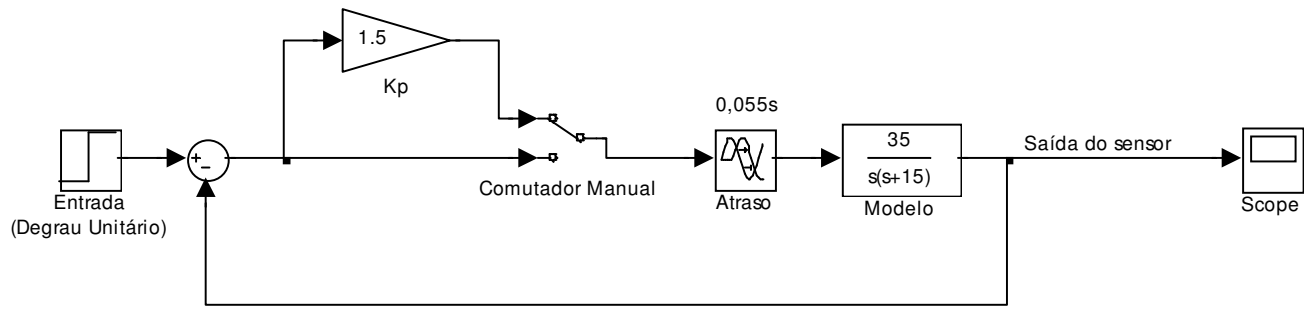 1.5
Kp
0,055s
+
−
Entrada
(Degrau Unitário)
Comutador Manual
Atraso
35
s(s+15)
Modelo
Saída do sensor
Scope